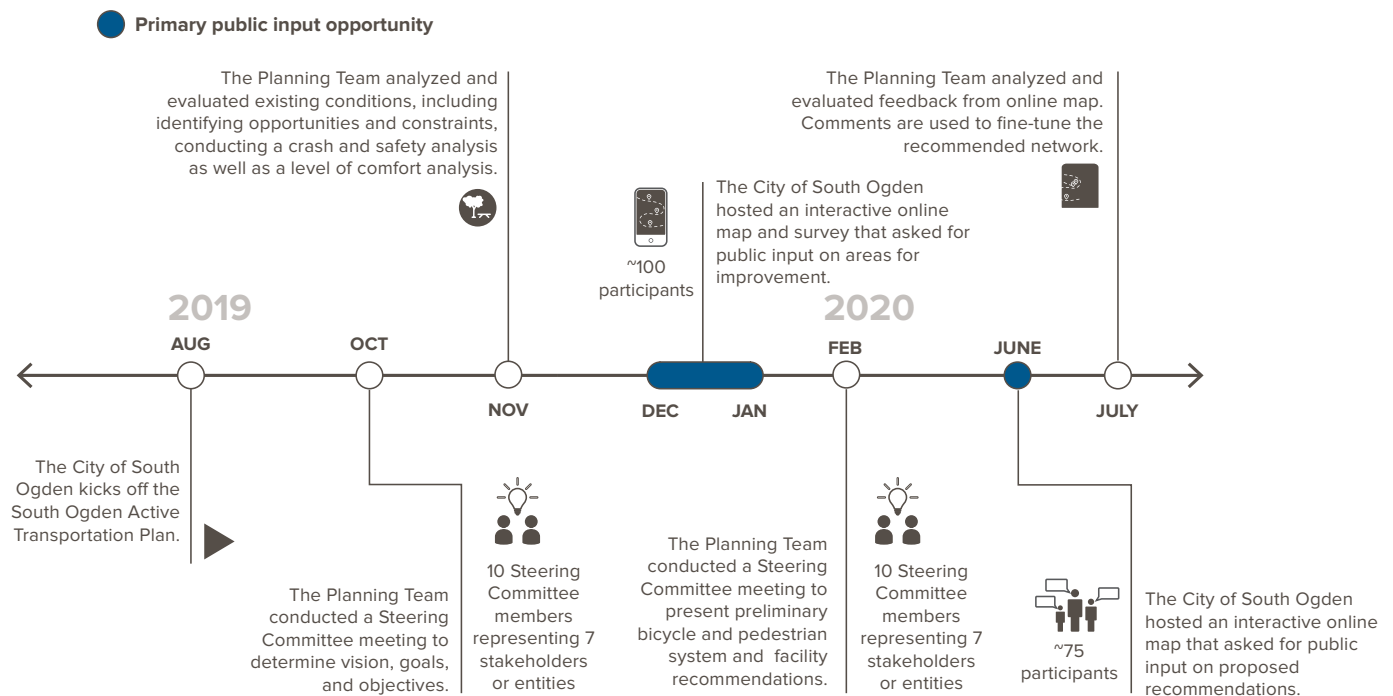 Primary public input opportunity
The Planning Team analyzed and
evaluated existing conditions, including
identifying opportunities and constraints,
conducting a crash and safety analysis
as well as a level of comfort analysis.
The Planning Team analyzed and
evaluated feedback from online map.
Comments are used to fine-tune the
recommended network.
The City of South Ogden
hosted an interactive online
map and survey that asked for
public input on areas for
improvement.
~100
participants
2019
2020
AUG
OCT
FEB
JUNE
NOV
DEC
JAN
JULY
The City of South
Ogden kicks off the
South Ogden Active
Transportation Plan.
The Planning Team
conducted a Steering
Committee meeting to
determine vision, goals,
and objectives.
10 Steering
Committee
members
representing 7
stakeholders
or entities
The Planning Team
conducted a Steering
Committee meeting to
present preliminary
bicycle and pedestrian
system and facility
recommendations.
10 Steering
Committee
members
representing 7
stakeholders
or entities
~75
participants
The City of South Ogden
hosted an interactive online
map that asked for public
input on proposed
recommendations.